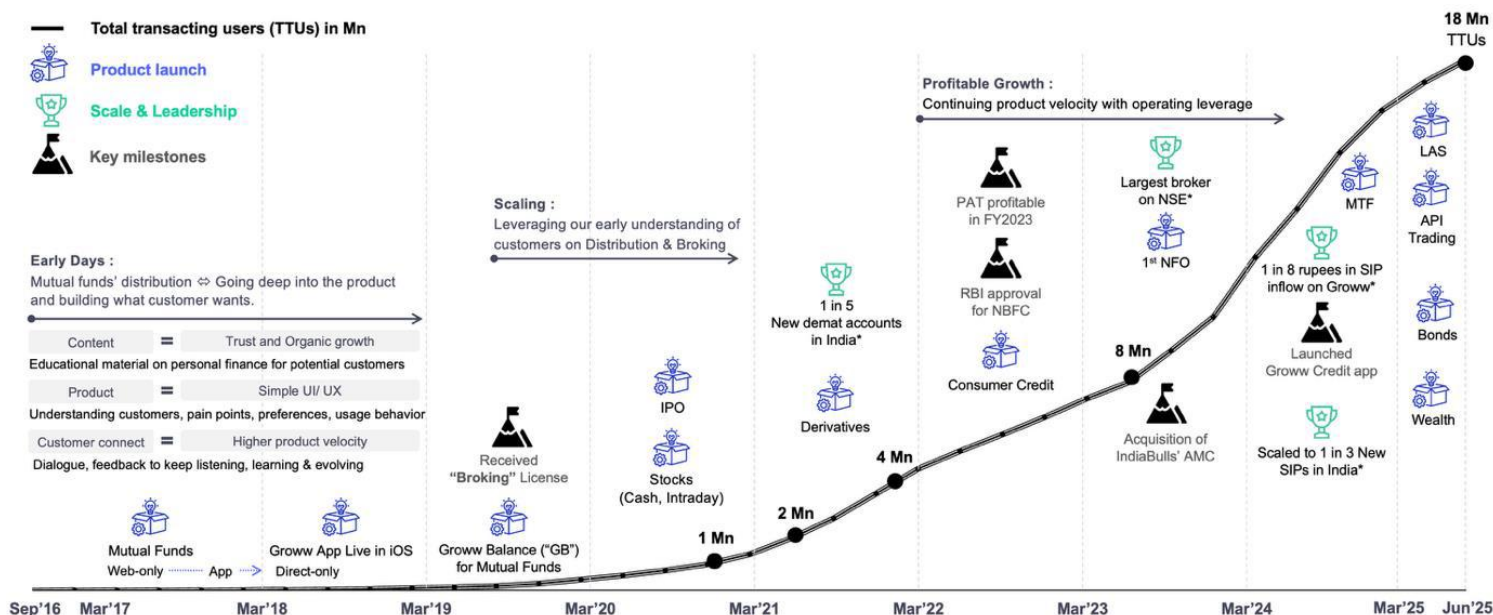 Total transacting users (TTUs) in Mn
Product launch
Scale & Leadership
Key milestones
Early Days :
Mutual funds’ distribution ⇔ Going deep into the product
and building what customer wants.
Content = Trust and Organic growth
Educational material on personal finance for potential customers
Product = Simple UI/ UX
Understanding customers, pain points, preferences, usage behavior
Customer connect = Higher product velocity
Dialogue, feedback to keep listening, learning & evolving
Mutual Funds
Web-only
App
Groww App Live in iOS
Direct-only
Scaling :
Leveraging our early understanding of
customers on Distribution & Broking
Received
“Broking” License
Groww Balance (“GB”)
for Mutual Funds
IPO
Stocks
(Cash, Intraday)
1 in 5
New demat accounts
in India*
Derivatives
Profitable Growth :
Continuing product velocity with operating leverage
PAT profitable
in FY2023
RBI approval
for NBFC
Consumer Credit
Largest broker
on NSE*
1st NFO
Acquisition of
IndiaBulls’ AMC
MTF
1 in 8 rupees in SIP
inflow on Groww*
Launched
Groww Credit app
Scaled to 1 in 3 New
SIPs in India*
LAS
API
Trading
Bonds
Wealth
1 Mn
2 Mn
4 Mn
8 Mn
18 Mn
TTUs
Sep'16 Mar'17 Mar'18 Mar'19 Mar'20 Mar'21 Mar'22 Mar'23 Mar'24 Mar'25 Jun'25